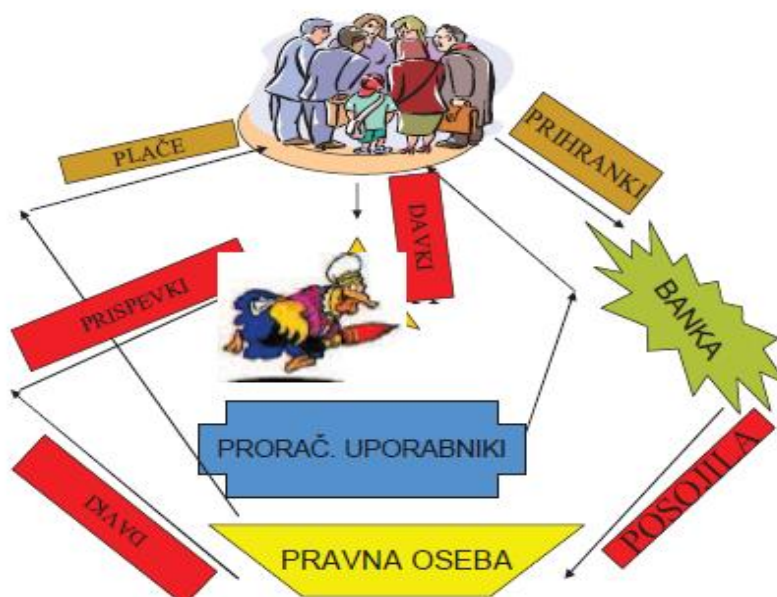 PLAČE
PRIHRANKI
DAVKI
PRISPEVKI
BANKA
PRORAČ. UPORABNIKI
POSOJILA
DAVKI
PRAVNA OSEBA